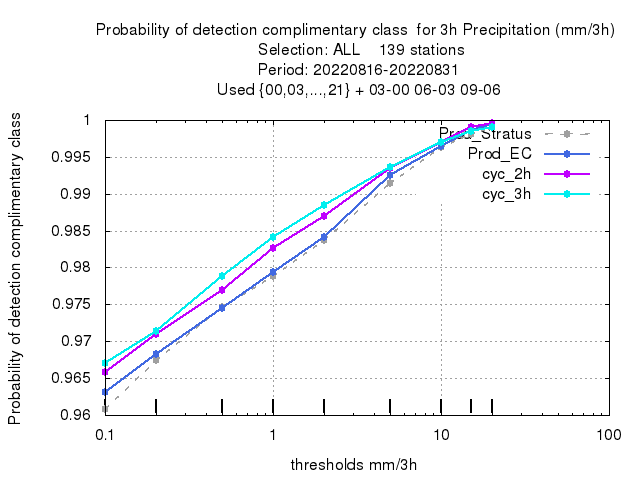 Probability of detection complimentary class  for 3h Precipitation (mm/3h)
Selection: ALL    139 stations
Period: 20220816-20220831
Used {00,03,...,21} + 03-00 06-03 09-06
Probability of detection complimentary class
1
0.995
0.99
0.985
0.98
0.975
0.97
0.965
0.96
Prod_Stratus
Prod_EC
cyc_2h
cyc_3h
0.1
1
10
100
thresholds mm/3h